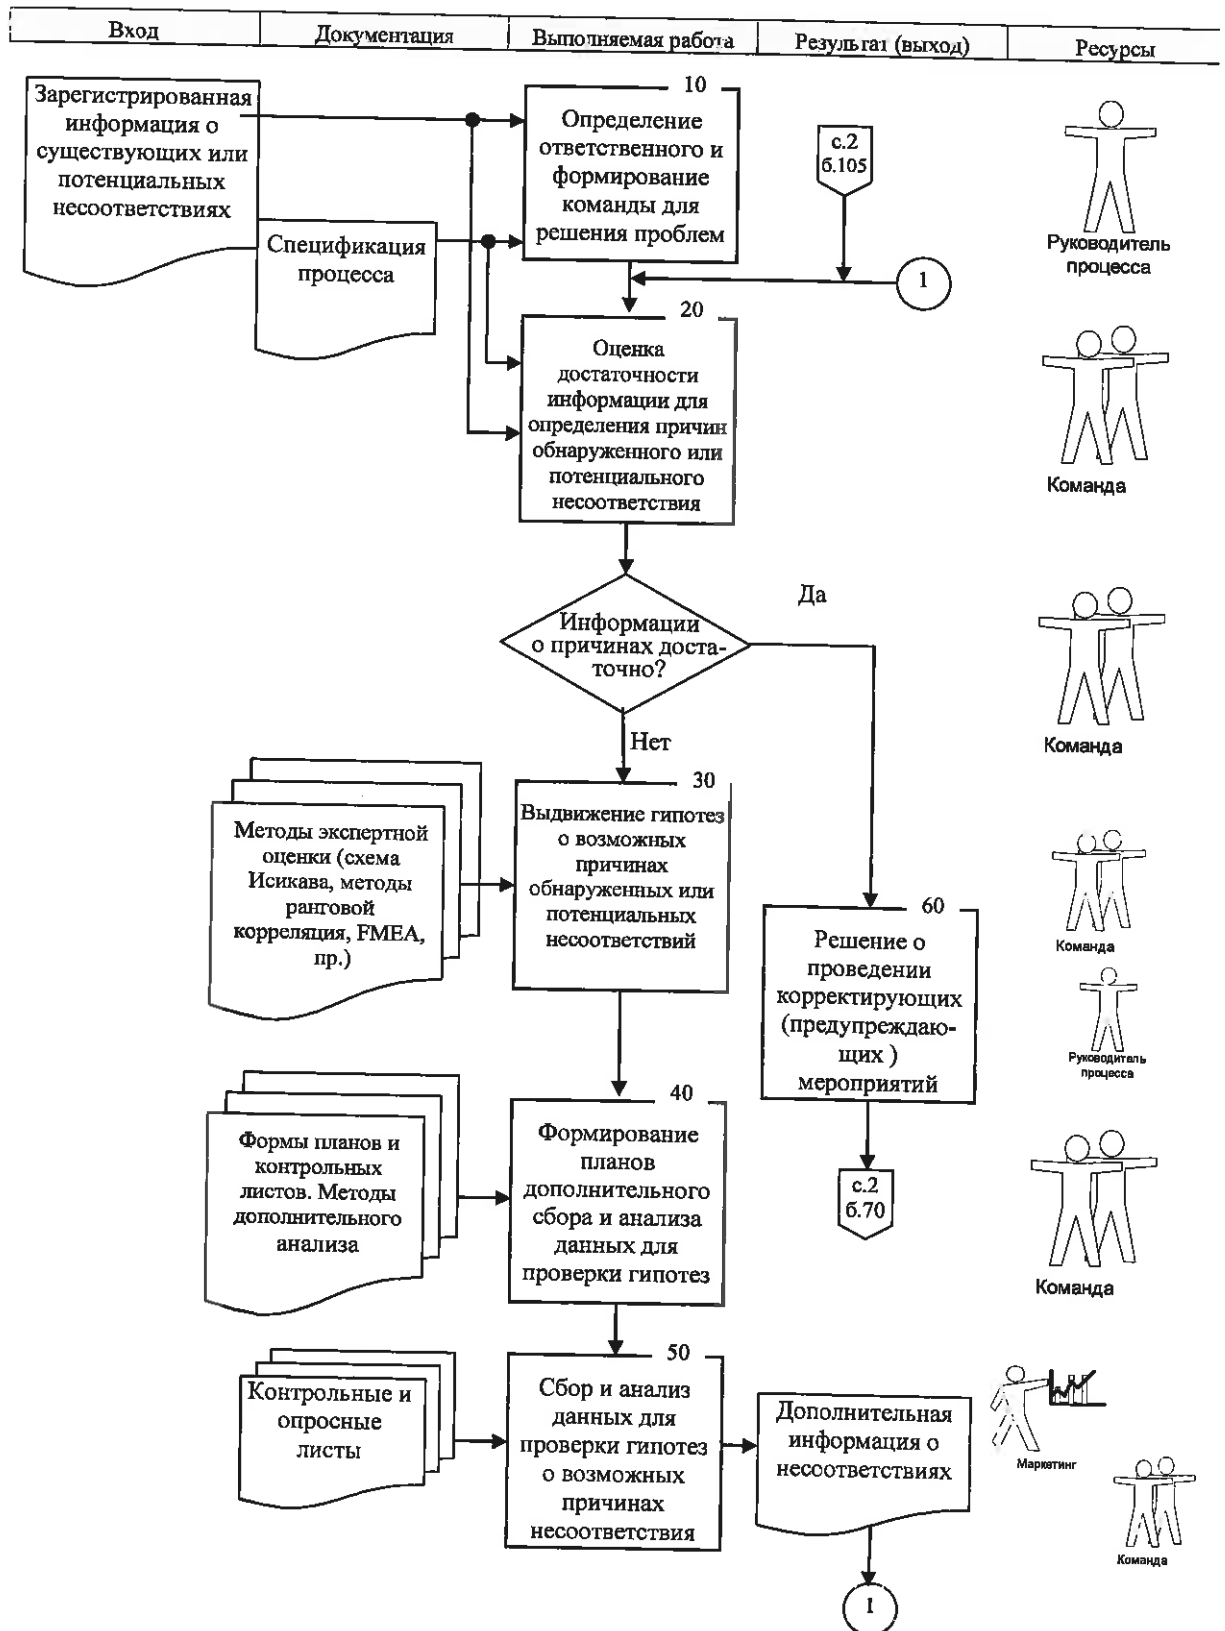 Вход
Документация
Выполняемая работа
Результат (выход)
Ресурсы
Зарегистрированная
информация о
существующих или
потенциальных
несоответствиях
Спецификация
процесса
10
Определение
ответственного и
формирование
команды для
решения проблем
с.2
б.105
1
Руководитель
процесса
20
Оценка
достаточности
информации для
определения причин
обнаруженного или
потенциального
несоответствия
Команда
Информации
о причинах доста-
точно?
Да
Нет
Команда
Методы экспертной
оценки (схема
Исикава, методы
ранговой
корреляция, FMEA,
пр.)
30
Выдвижение гипотез
о возможных
причинах
обнаруженных или
потенциальных
несоответствий
Команда
60
Решение о
проведении
корректирующих
(предупреждаю-
щих )
мероприятий
Руководитель
процесса
Формы планов и
контрольных
листов. Методы
дополнительного
анализа
40
Формирование
планов
дополнительного
сбора и анализа
данных для
проверки гипотез
с.2
б.70
Команда
Контрольные и
опросные
листы
50
Сбор и анализ
данных для
проверки гипотез
о возможных
причинах
несоответствия
Дополнительная
информация о
несоответствиях
Маркетинг
Команда
1